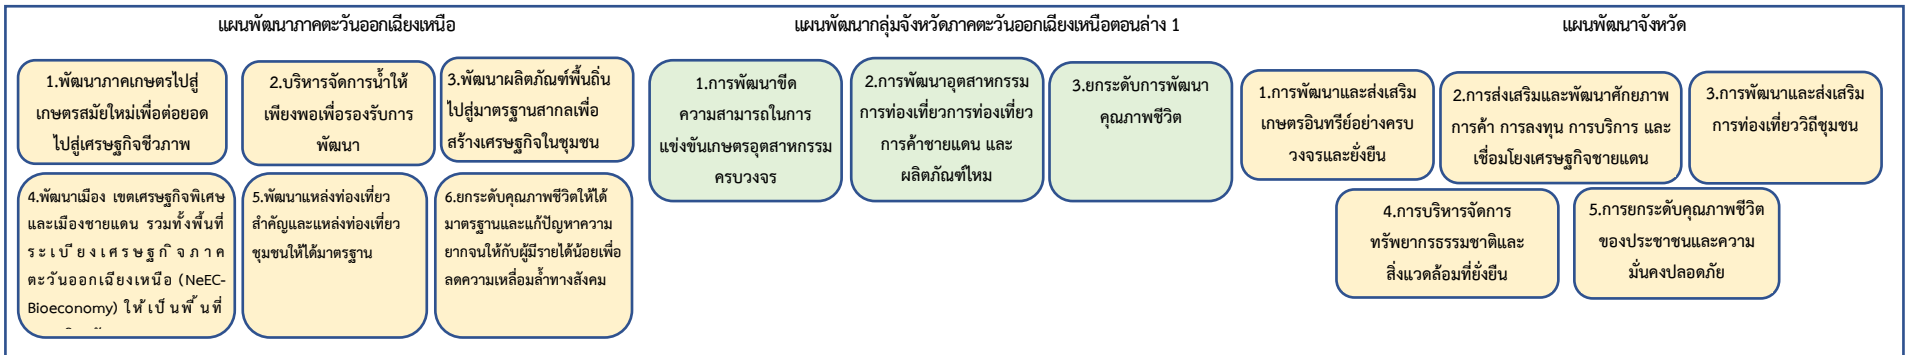 แผนพัฒนาภาคตะวันออกเฉียงเหนือ
1.พัฒนาภาคเกษตรไปสู่
เกษตรสมัยใหม่เพื่อต่อยอด
ไปสู่เศรษฐกิจชีวภาพ
2.บริหารจัดการน้ำให้
เพียงพอเพื่อรองรับการ
พัฒนา
3.พัฒนาผลิตภัณฑ์พื้นถิ่น
ไปสู่มาตรฐานสากลเพื่อ
สร้างเศรษฐกิจในชุมชน
4.พัฒนาเมือง เขตเศรษฐกิจพิเศษ
และเมืองชายแดน รวมทั้งพื้นที่
ระเบียงเศรษฐกิจภาค
ตะวันออกเฉียงเหนือ (NeEC-
Bioeconomy) ให้เป็นพื้นที่
5.พัฒนาแหล่งท่องเที่ยว
สำคัญและแหล่งท่องเที่ยว
ชุมชนให้ได้มาตรฐาน
6.ยกระดับคุณภาพชีวิตให้ได้
มาตรฐานและแก้ปัญหาความ
ยากจนให้กับผู้มีรายได้น้อยเพื่อ
ลดความเหลื่อมล้ำทางสังคม
แผนพัฒนากลุ่มจังหวัดภาคตะวันออกเฉียงเหนือตอนล่าง 1
1.การพัฒนาขีด
ความสามารถในการ
แข่งขันเกษตรอุตสาหกรรม
ครบวงจร
2.การพัฒนาอุตสาหกรรม
การท่องเที่ยวการท่องเที่ยว
การค้าชายแดน และ
ผลิตภัณฑ์ไหม
3.ยกระดับการพัฒนา
คุณภาพชีวิต
แผนพัฒนาจังหวัด
1.การพัฒนาและส่งเสริม
เกษตรอินทรีย์อย่างครบ
วงจรและยั่งยืน
2.การส่งเสริมและพัฒนาศักยภาพ
การค้า การลงทุน การบริการ และ
เชื่อมโยงเศรษฐกิจชายแดน
3.การพัฒนาและส่งเสริม
การท่องเที่ยววิถีชุมชน
4.การบริหารจัดการ
ทรัพยากรธรรมชาติและ
สิ่งแวดล้อมที่ยั่งยืน
5.การยกระดับคุณภาพชีวิต
ของประชาชนและความ
มั่นคงปลอดภัย